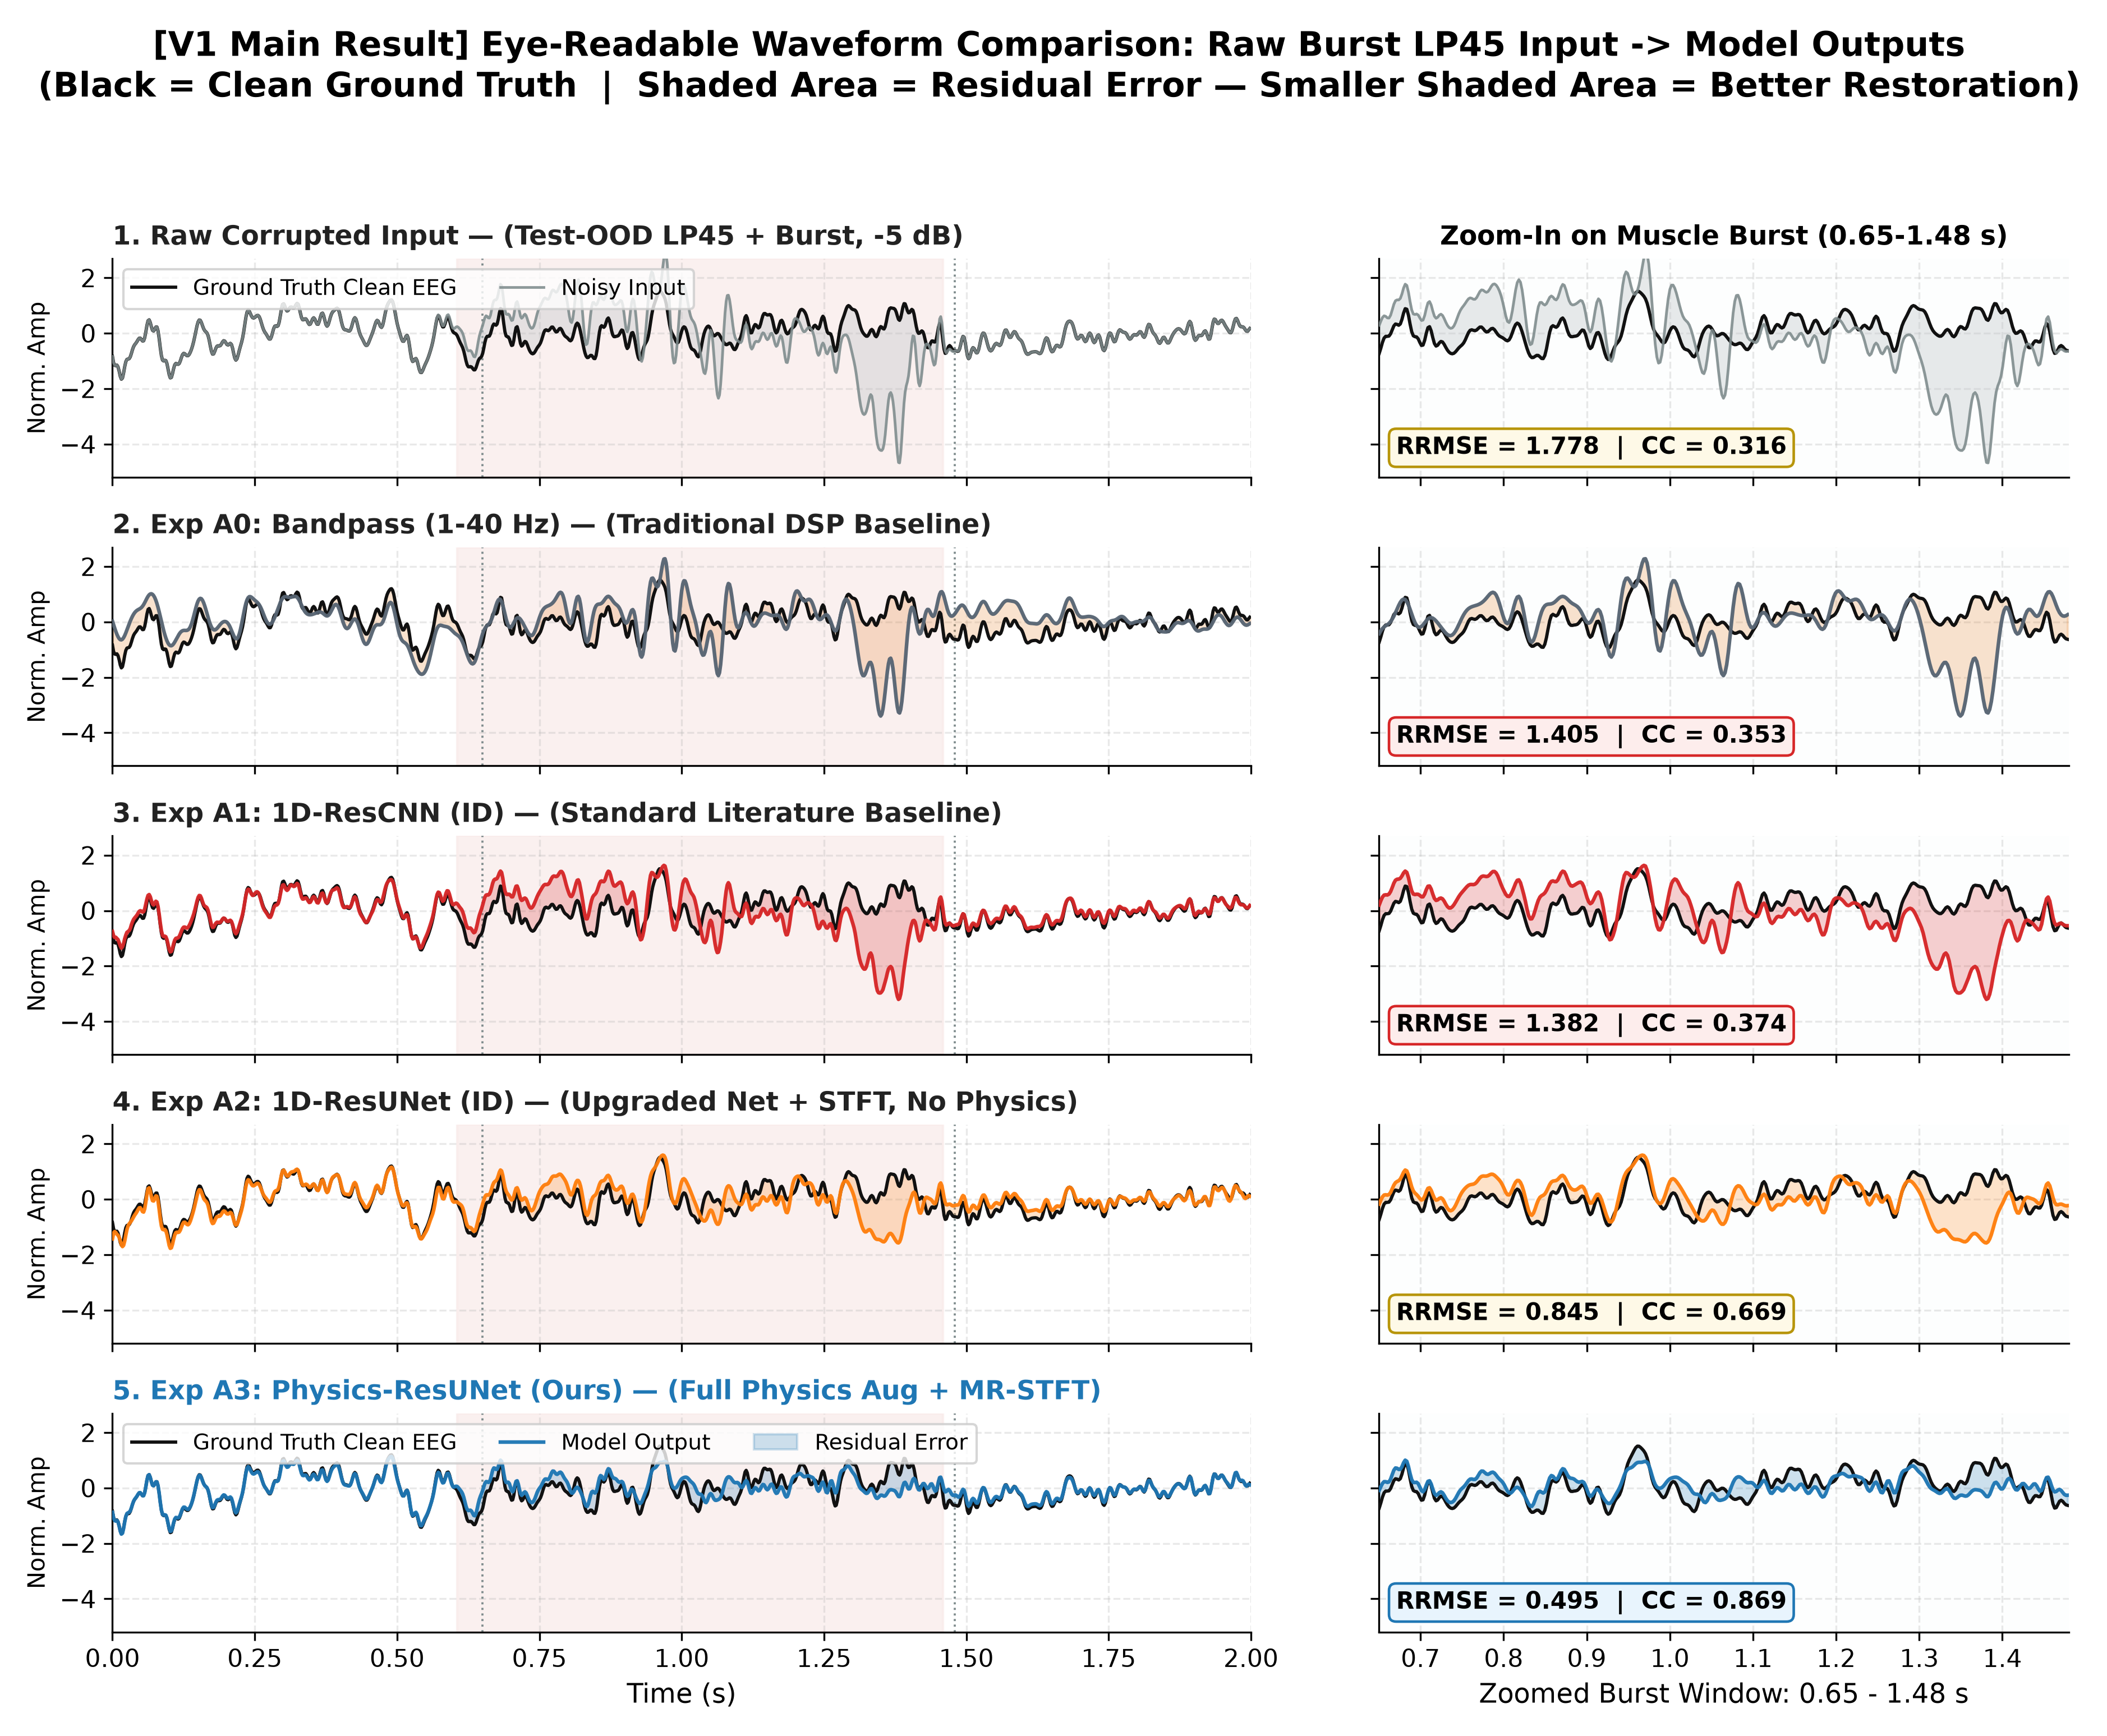 [V1 Main Result] Eye-Readable Waveform Comparison: Raw Burst LP45 Input -> Model Outputs
(Black = Clean Ground Truth | Shaded Area = Residual Error — Smaller Shaded Area = Better Restoration)
1. Raw Corrupted Input — (Test-OOD LP45 + Burst, -5 dB)
Zoom-In on Muscle Burst (0.65-1.48 s)
Ground Truth Clean EEG
Noisy Input
Norm. Amp
2
0
−2
−4
RRMSE = 1.778 | CC = 0.316
2. Exp A0: Bandpass (1-40 Hz) — (Traditional DSP Baseline)
Norm. Amp
2
0
−2
−4
RRMSE = 1.405 | CC = 0.353
3. Exp A1: 1D-ResCNN (ID) — (Standard Literature Baseline)
Norm. Amp
2
0
−2
−4
RRMSE = 1.382 | CC = 0.374
4. Exp A2: 1D-ResUNet (ID) — (Upgraded Net + STFT, No Physics)
Norm. Amp
2
0
−2
−4
RRMSE = 0.845 | CC = 0.669
5. Exp A3: Physics-ResUNet (Ours) — (Full Physics Aug + MR-STFT)
Ground Truth Clean EEG
Model Output
Residual Error
Norm. Amp
2
0
−2
−4
RRMSE = 0.495 | CC = 0.869
0.00 0.25 0.50 0.75 1.00 1.25 1.50 1.75 2.00
Time (s)
0.7 0.8 0.9 1.0 1.1 1.2 1.3 1.4
Zoomed Burst Window: 0.65 - 1.48 s